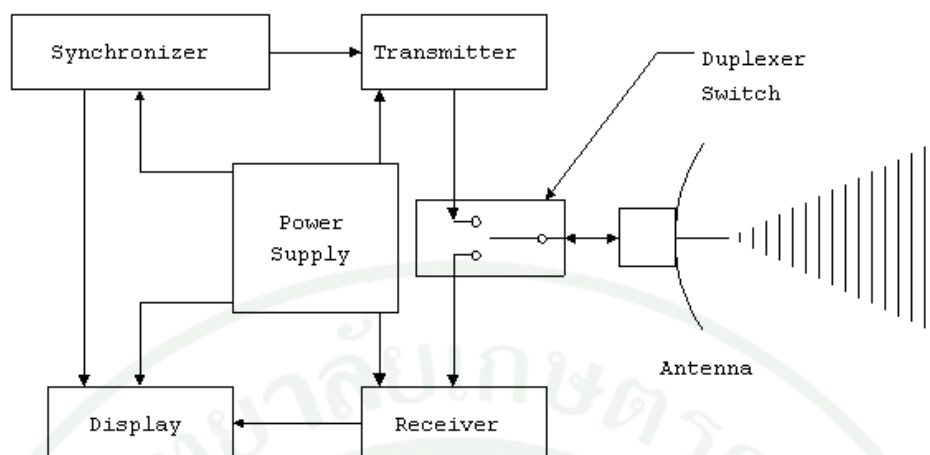 Synchronizer
Transmitter
Duplexer
Switch
Power
Supply
Antenna
Display
Receiver